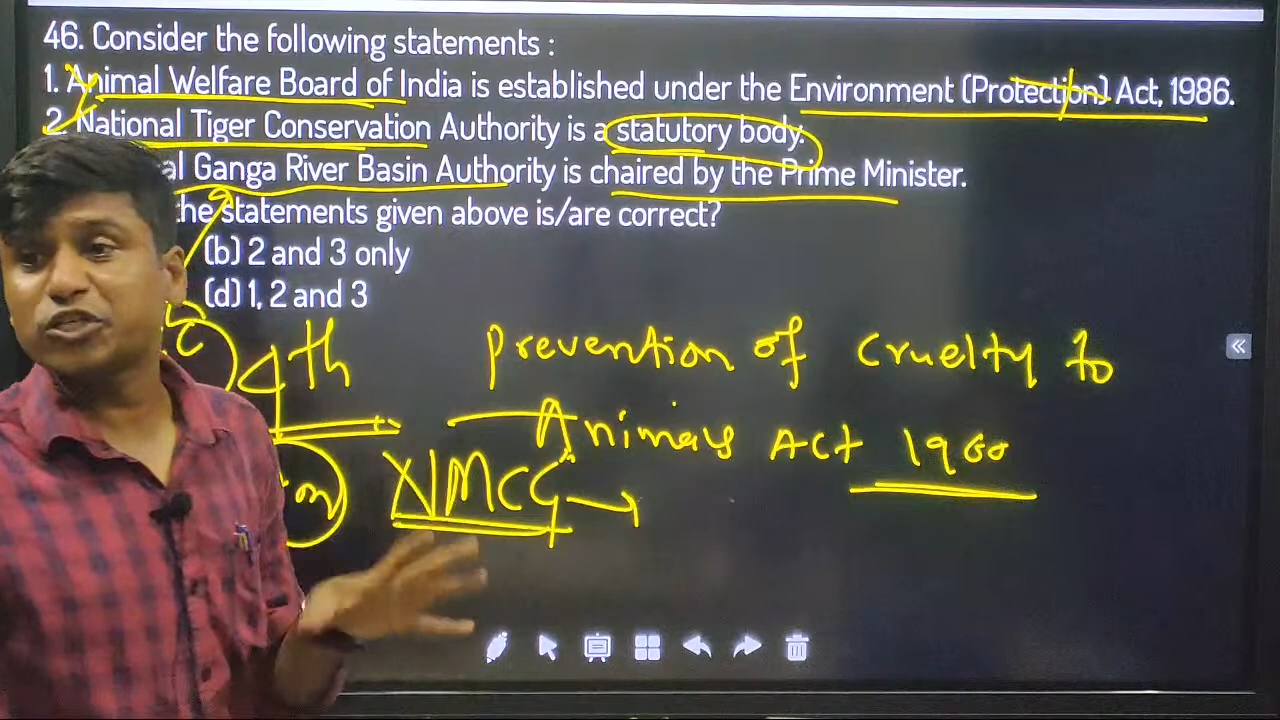 46. Consider the following statements :
1. Animal Welfare Board of India is established under the Environment (Protection) Act, 1986.
2. National Tiger Conservation Authority is a statutory body.
al Ganga River Basin Authority is chaired by the Prime Minister.
he statements given above is/are correct?
(b) 2 and 3 only
(d) 1, 2 and 3
4th
Prevention of Cruelty to
Animals Act 1960
NMCG →